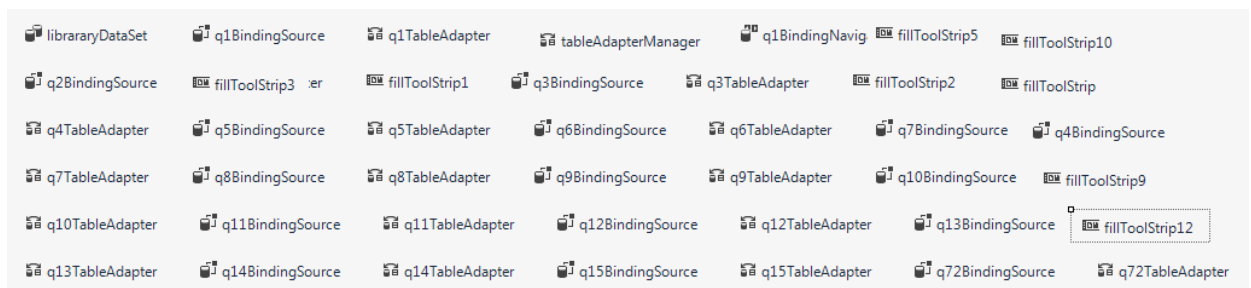 libraryDataSet q1BindingSource q1TableAdapter tableAdapterManager q1BindingNavig fillToolStrip5 fillToolStrip10
q2BindingSource fillToolStrip3 :er fillToolStrip1 q3BindingSource q3TableAdapter fillToolStrip2 fillToolStrip
q4TableAdapter q5BindingSource q5TableAdapter q6BindingSource q6TableAdapter q7BindingSource q4BindingSource
q7TableAdapter q8BindingSource q8TableAdapter q9BindingSource q9TableAdapter q10BindingSource fillToolStrip9
q10TableAdapter q11BindingSource q11TableAdapter q12BindingSource q12TableAdapter q13BindingSource fillToolStrip12
q13TableAdapter q14BindingSource q14TableAdapter q15BindingSource q15TableAdapter q72BindingSource q72TableAdapter